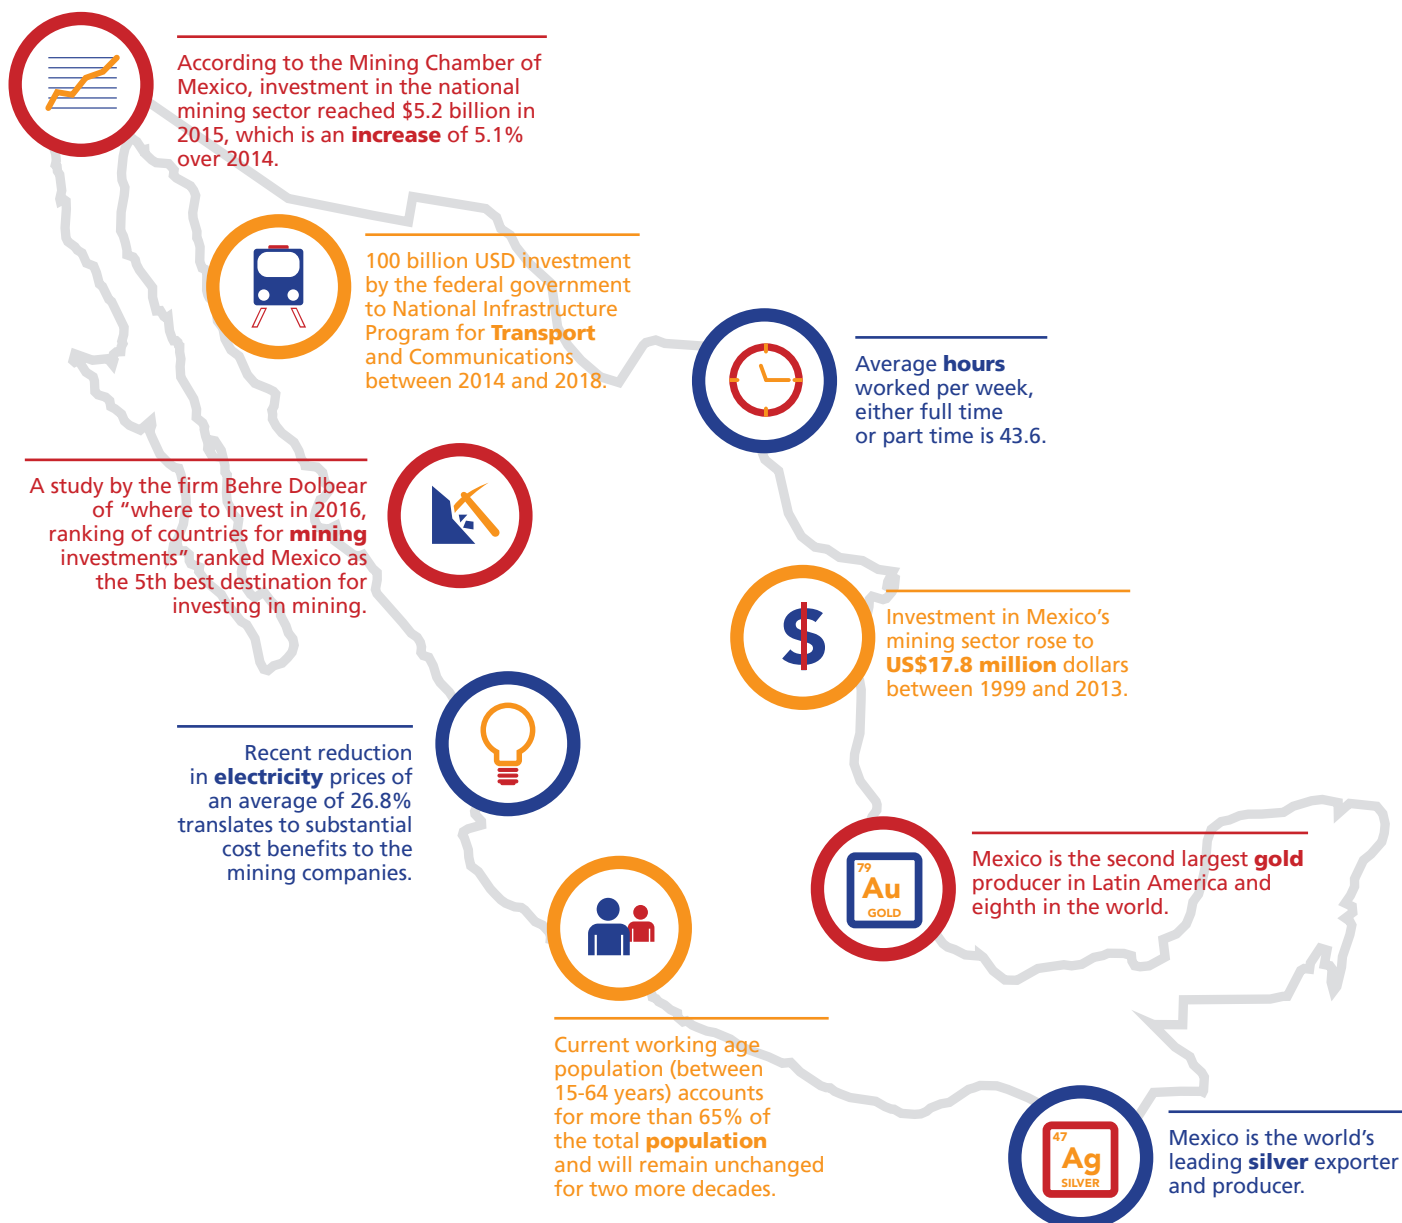 According to the Mining Chamber of
Mexico, investment in the national
mining sector reached $5.2 billion in
2015, which is an increase of 5.1%
over 2014.
100 billion USD investment
by the federal government
to National Infrastructure
Program for Transport
and Communications
between 2014 and 2018.
Average hours
worked per week,
either full time
or part time is 43.6.
A study by the firm Behre Dolbear
of “where to invest in 2016,
ranking of countries for mining
investments” ranked Mexico as
the 5th best destination for
investing in mining.
$
Investment in Mexico’s
mining sector rose to
US$17.8 million dollars
between 1999 and 2013.
Recent reduction
in electricity prices of
an average of 26.8%
translates to substantial
cost benefits to the
mining companies.
79
Au
GOLD
Mexico is the second largest gold
producer in Latin America and
eighth in the world.
Current working age
population (between
15-64 years) accounts
for more than 65% of
the total population
and will remain unchanged
for two more decades.
47
Ag
SILVER
Mexico is the world’s
leading silver exporter
and producer.